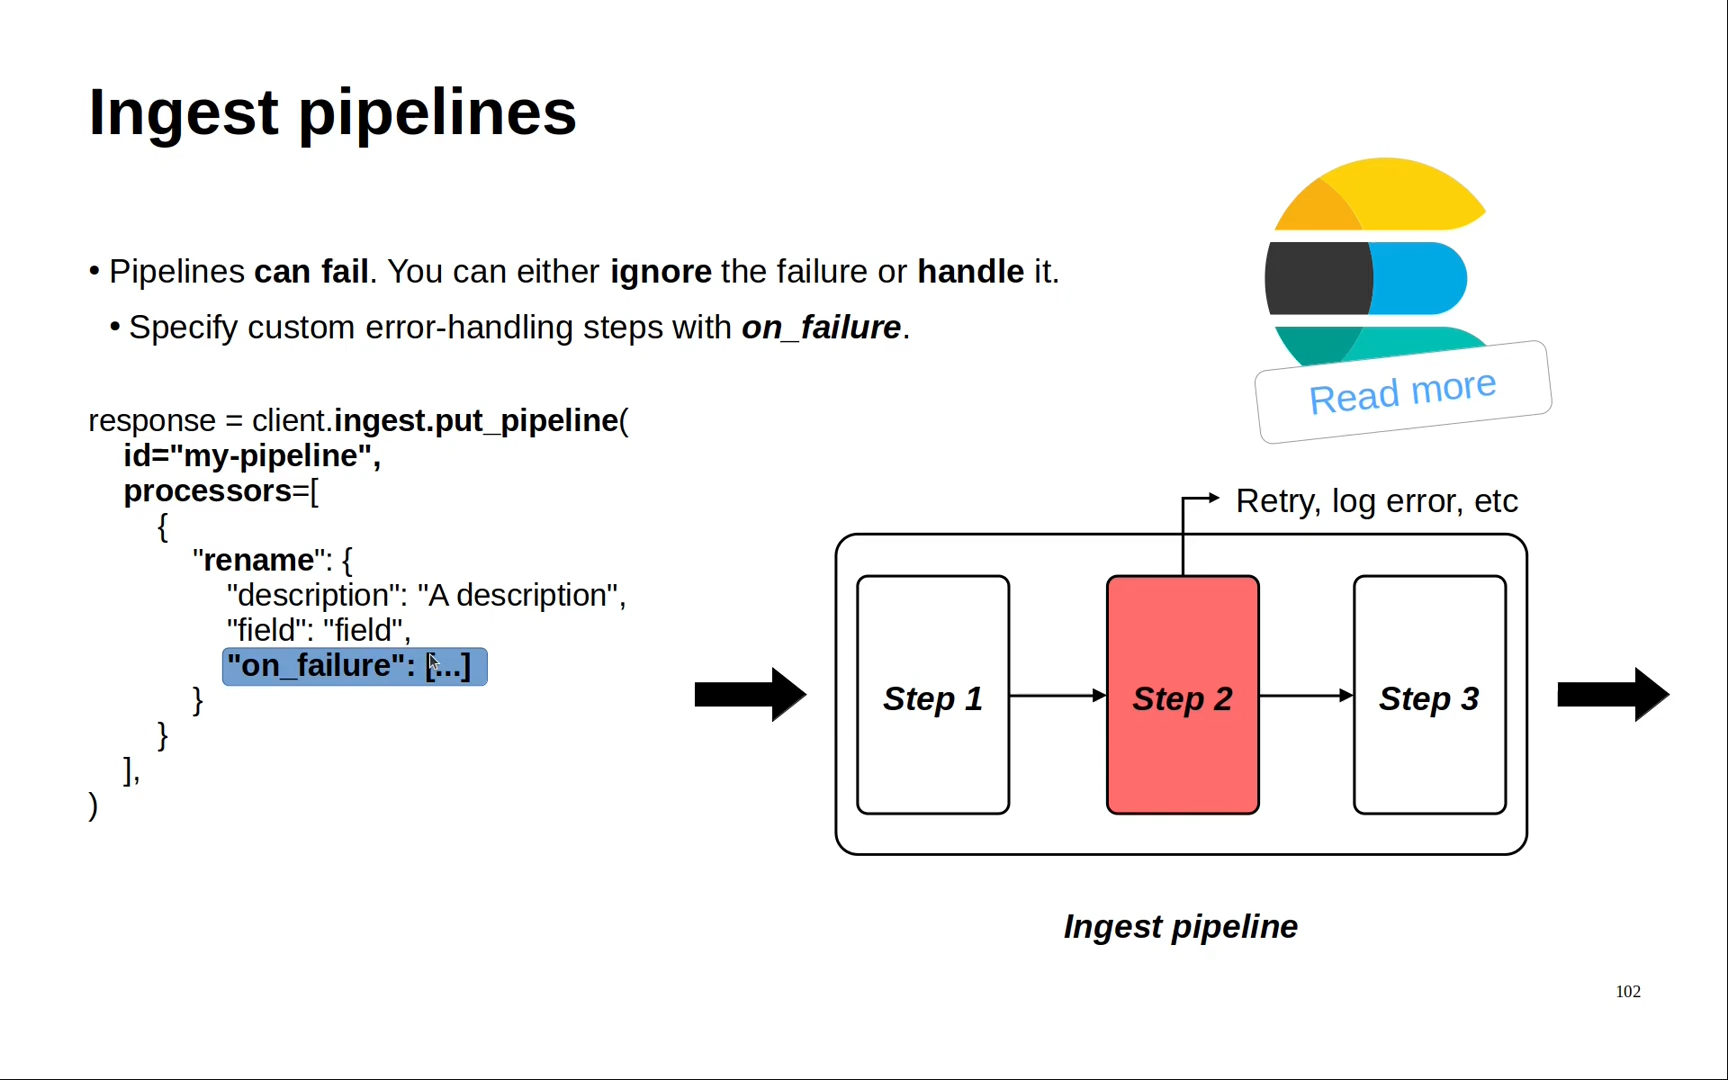 Ingest pipelines
• Pipelines can fail. You can either ignore the failure or handle it.
• Specify custom error-handling steps with on_failure.
Read more
response = client.ingest.put_pipeline(
id="my-pipeline",
processors=[
{
"rename": {
"description": "A description",
"field": "field",
"on_failure": [...]
}
}
],
)
Retry, log error, etc
Step 1
Step 2
Step 3
Ingest pipeline
102